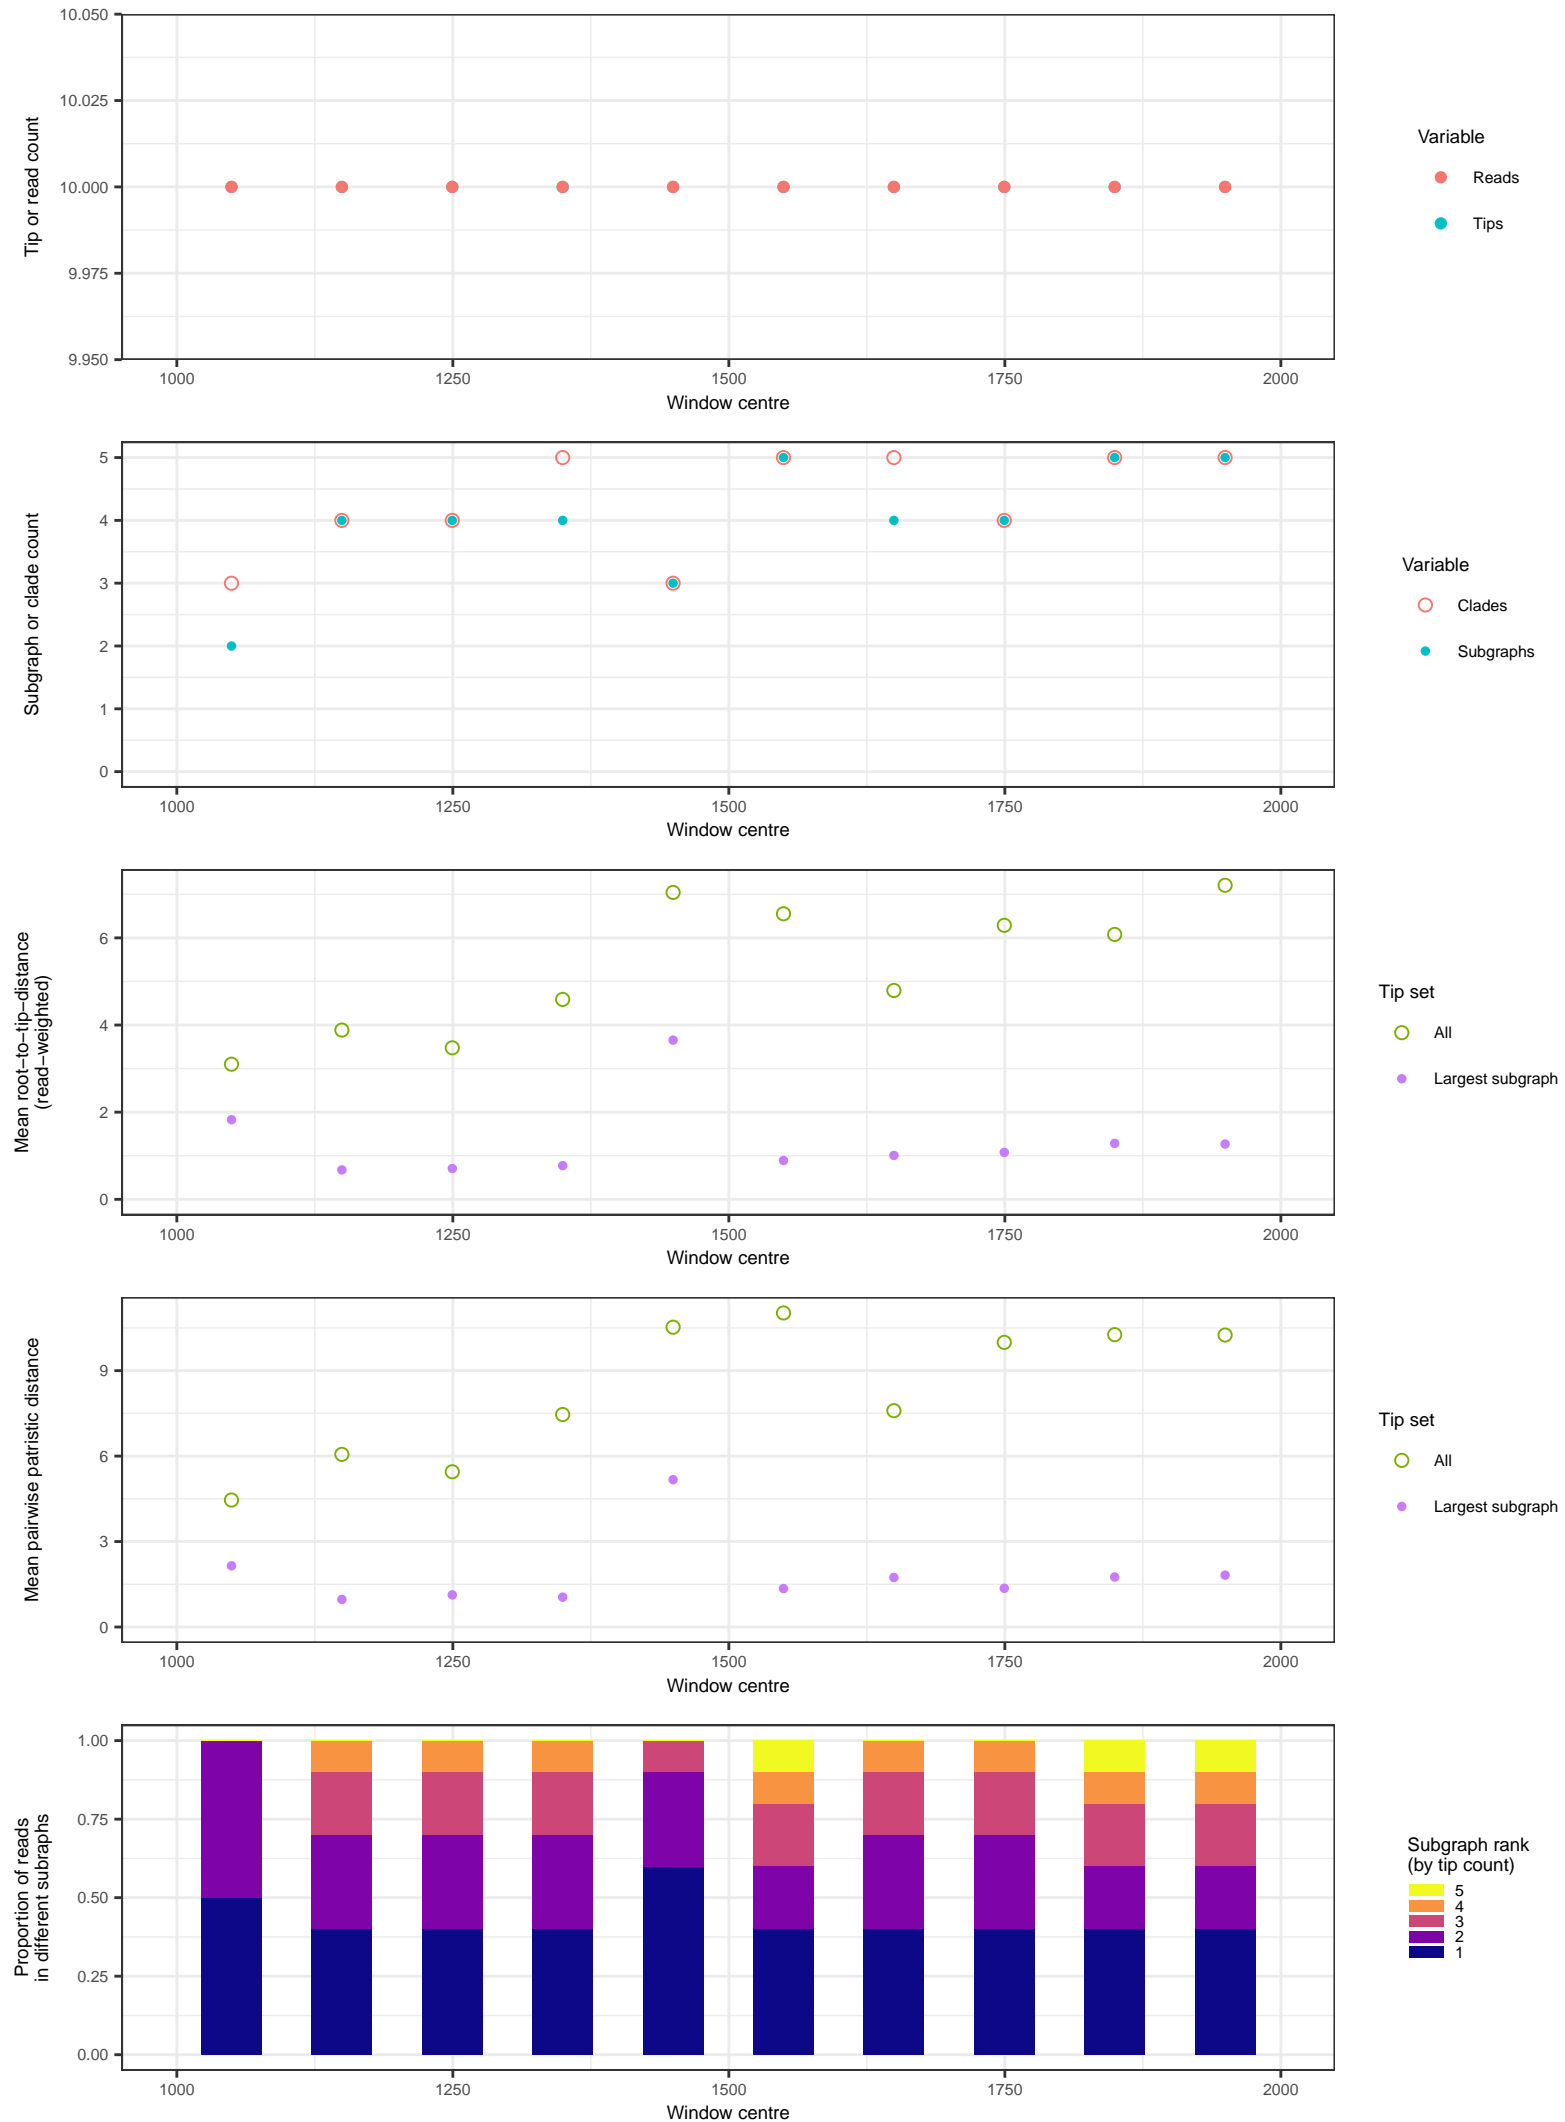 10.050
10.025
10.000
9.975
9.950
Tip or read count
1000 1250 1500 1750 2000
Window centre
Variable
Reads
Tips
5
4
3
2
1
0
Subgraph or clade count
1000 1250 1500 1750 2000
Window centre
Variable
Clades
Subgraphs
6
4
2
0
Mean root−to−tip−distance
(read−weighted)
1000 1250 1500 1750 2000
Window centre
Tip set
All
Largest subgraph
9
6
3
0
Mean pairwise patristic distance
1000 1250 1500 1750 2000
Window centre
Tip set
All
Largest subgraph
1.00
0.75
0.50
0.25
0.00
Proportion of reads
in different subraphs
1000 1250 1500 1750 2000
Window centre
Subgraph rank
(by tip count)
5
4
3
2
1